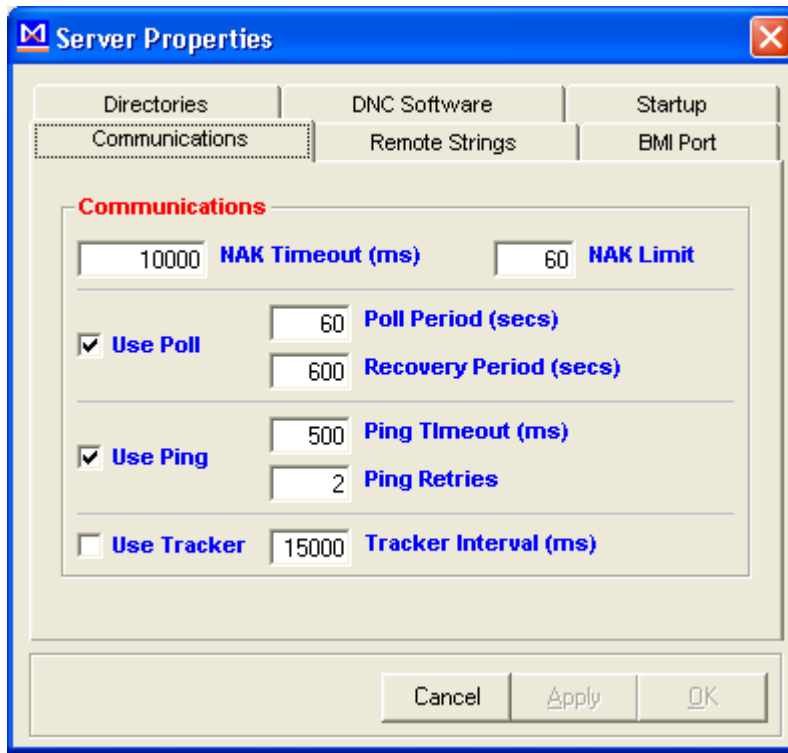 Server Properties
Directories DNC Software Startup
Communications Remote Strings BMI Port
Communications
10000 NAK Timeout (ms) 60 NAK Limit
60 Poll Period (secs)
Use Poll
600 Recovery Period (secs)
500 Ping TImeout (ms)
Use Ping
2 Ping Retries
Use Tracker 15000 Tracker Interval (ms)
Cancel Apply OK